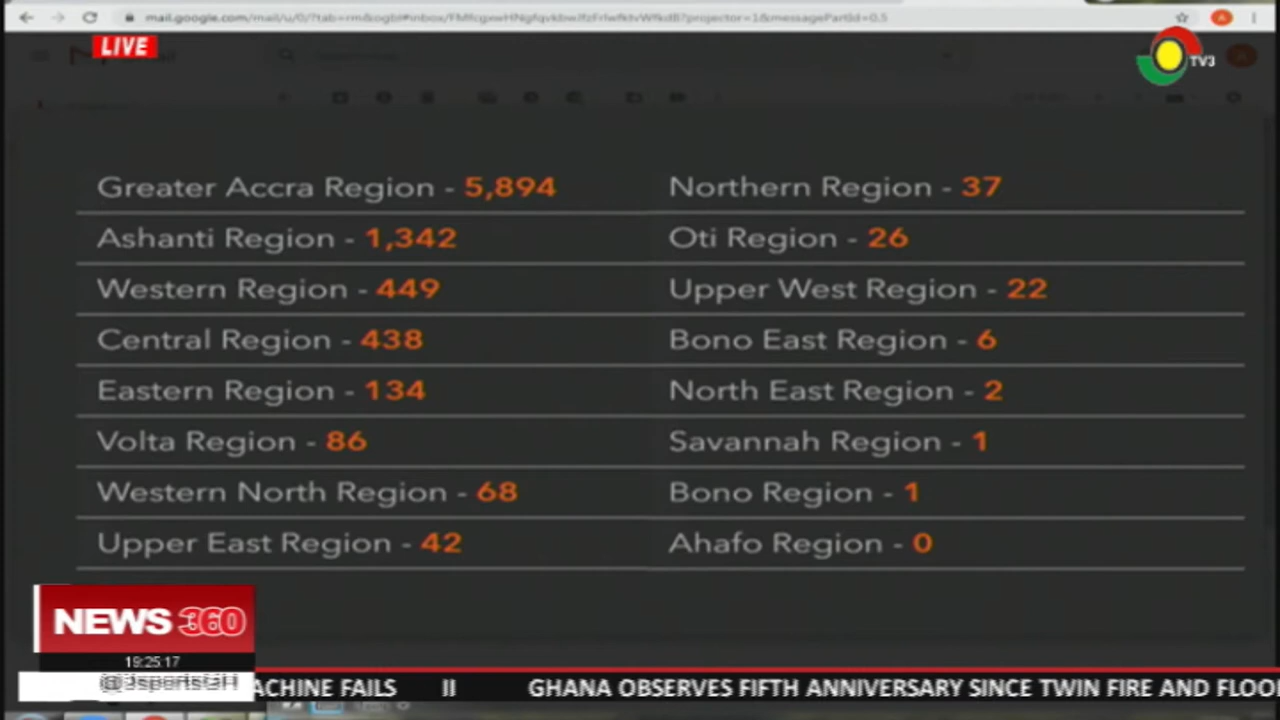 LIVE
TV3
Greater Accra Region - 5,894
Ashanti Region - 1,342
Western Region - 449
Central Region - 438
Eastern Region - 134
Volta Region - 86
Western North Region - 68
Upper East Region - 42
Northern Region - 37
Oti Region - 26
Upper West Region - 22
Bono East Region - 6
North East Region - 2
Savannah Region - 1
Bono Region - 1
Ahafo Region - 0
NEWS 360
19:25:17
ACHINE FAILS II GHANA OBSERVES FIFTH ANNIVERSARY SINCE TWIN FIRE AND FLOO